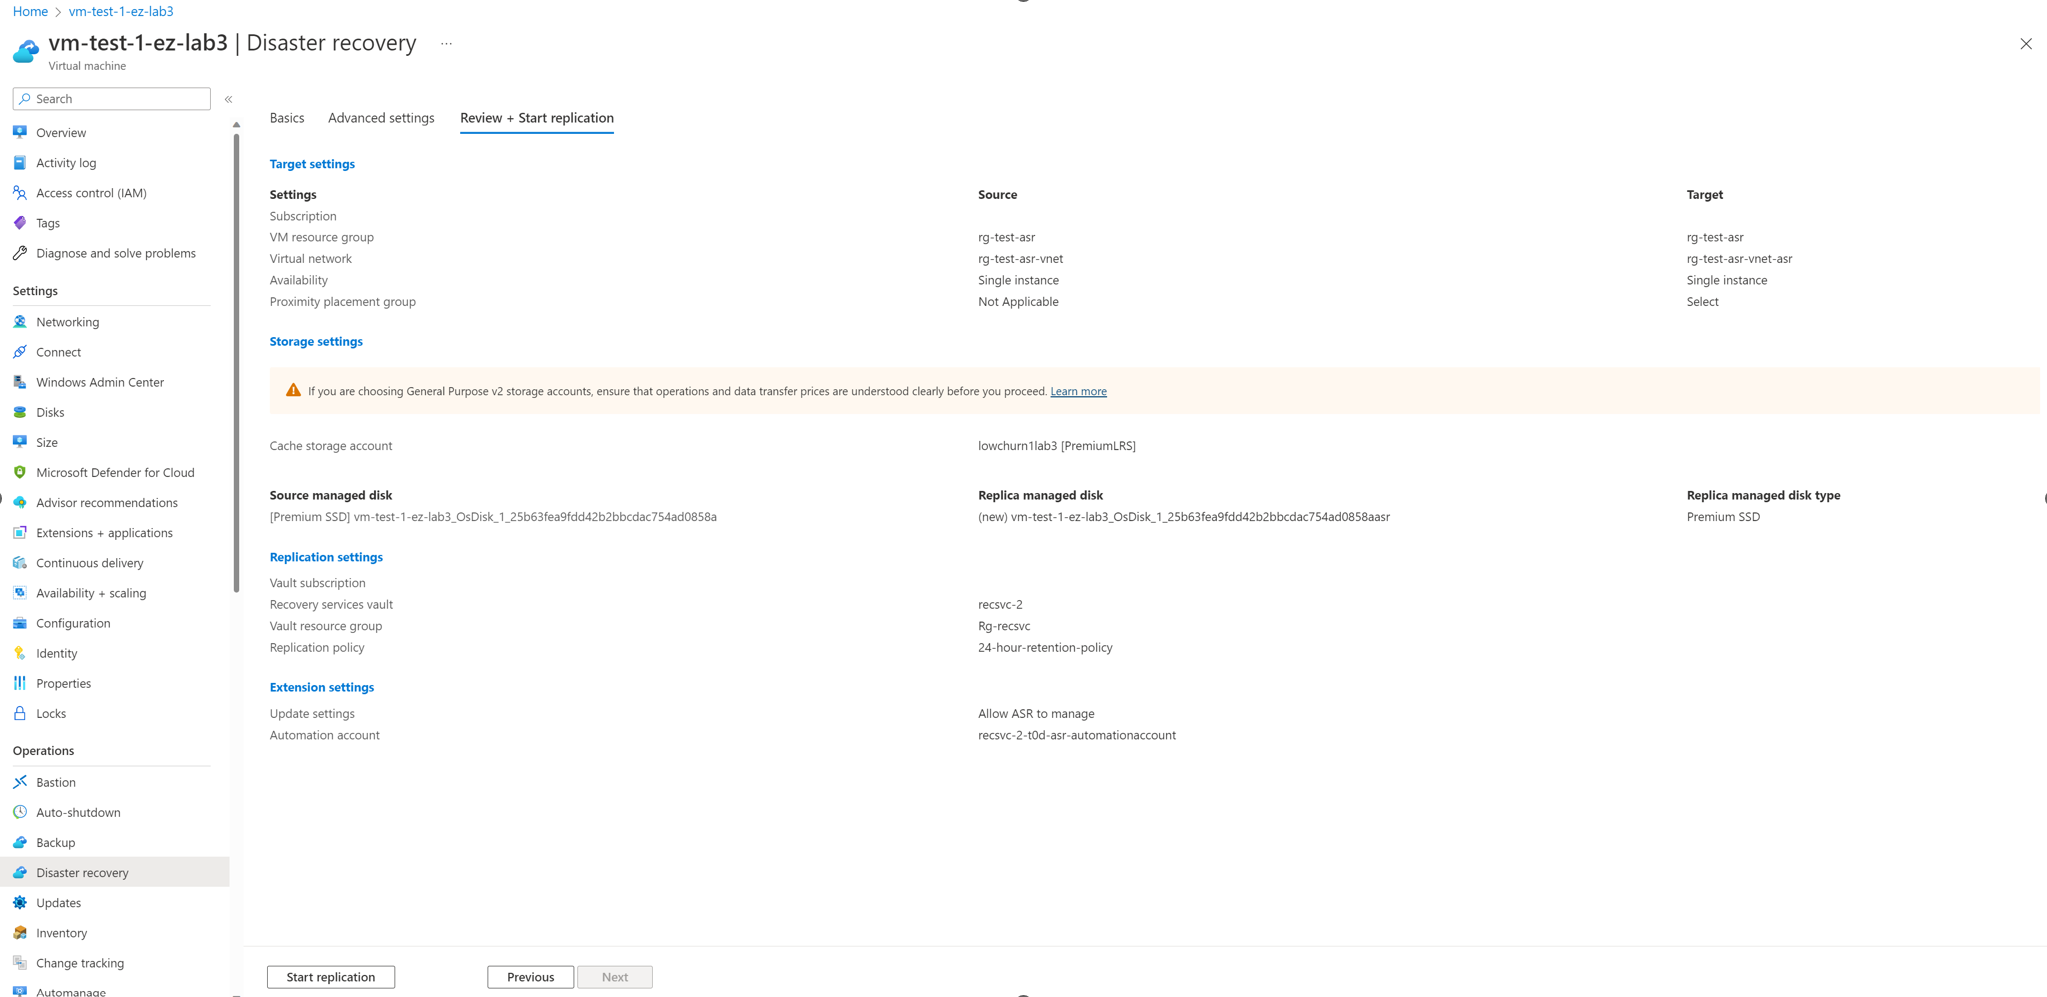 Home > vm-test-1-ez-lab3
vm-test-1-ez-lab3 | Disaster recovery ...
Virtual machine
Search
«
Overview
Activity log
Access control (IAM)
Tags
Diagnose and solve problems
Settings
Networking
Connect
Windows Admin Center
Disks
Size
Microsoft Defender for Cloud
Advisor recommendations
Extensions + applications
Continuous delivery
Availability + scaling
Configuration
Identity
Properties
Locks
Operations
Bastion
Auto-shutdown
Backup
Disaster recovery
Updates
Inventory
Change tracking
Automanage
Basics Advanced settings Review + Start replication
Target settings
Settings Source Target
Subscription
VM resource group rg-test-asr rg-test-asr
Virtual network rg-test-asr-vnet rg-test-asr-vnet-asr
Availability Single instance Single instance
Proximity placement group Not Applicable Select
Storage settings
If you are choosing General Purpose v2 storage accounts, ensure that operations and data transfer prices are understood clearly before you proceed. Learn more
Cache storage account lowchurn1lab3 [PremiumLRS]
Source managed disk Replica managed disk Replica managed disk type
[Premium SSD] vm-test-1-ez-lab3_OsDisk_1_25b63fea9fdd42b2bbcdac754ad0858a (new) vm-test-1-ez-lab3_OsDisk_1_25b63fea9fdd42b2bbcdac754ad0858aasr Premium SSD
Replication settings
Vault subscription
Recovery services vault recsvc-2
Vault resource group Rg-recsvc
Replication policy 24-hour-retention-policy
Extension settings
Update settings Allow ASR to manage
Automation account recsvc-2-t0d-asr-automationaccount
Start replication Previous Next